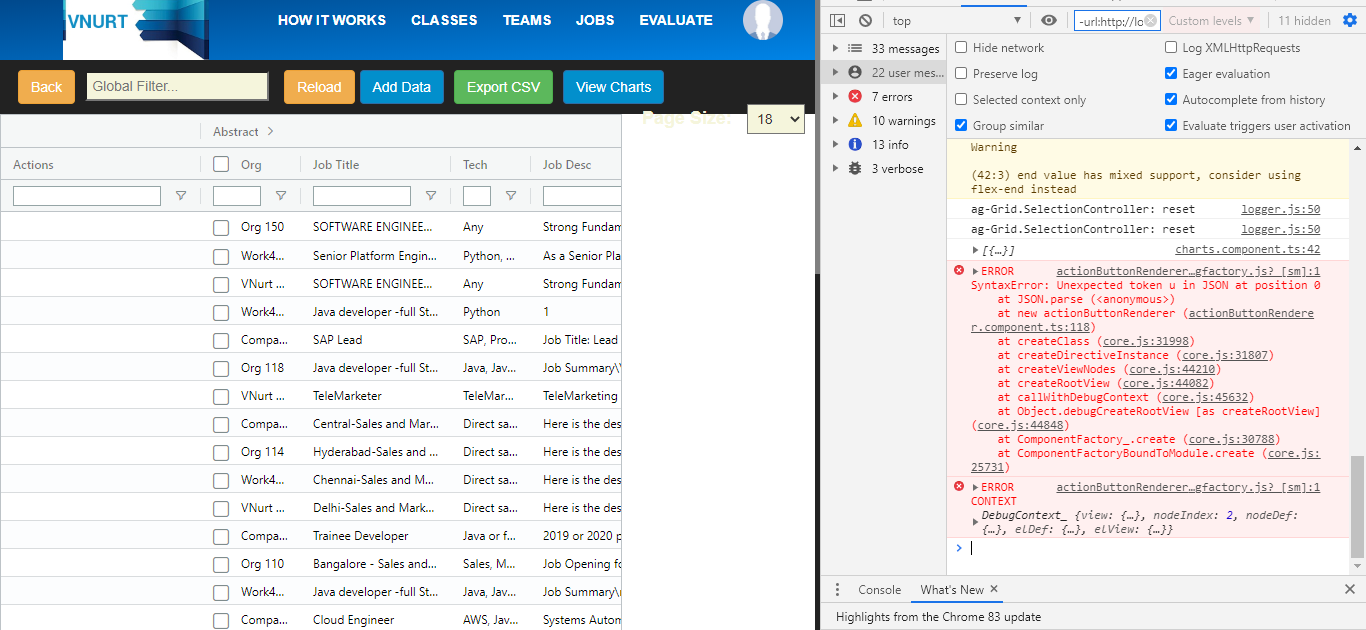 VNURT
HOW IT WORKS CLASSES TEAMS JOBS EVALUATE
Back Global Filter... Reload Add Data Export CSV View Charts
Page Size: 18
Abstract >
Actions Org Job Title Tech Job Desc
Org 150 SOFTWARE ENGINEE... Any Strong Fundam
Work4... Senior Platform Engin... Python, ... As a Senior Pla
VNurt ... SOFTWARE ENGINEE... Any Strong Fundam
Work4... Java developer -full St... Python 1
Compa... SAP Lead SAP, Pro... Job Title: Lead
Org 118 Java developer -full St... Java, Jav... Job Summary\
VNurt ... TeleMarketer TeleMar... TeleMarketing
Compa... Central-Sales and Mar... Direct sa... Here is the des
Org 114 Hyderabad-Sales and ... Direct sa... Here is the des
Work4... Chennai-Sales and M... Direct sa... Here is the des
VNurt ... Delhi-Sales and Mark... Direct sa... Here is the des
Compa... Trainee Developer Java or f... 2019 or 2020 p
Org 110 Bangalore - Sales and... Sales, M... Job Opening fo
Work4... Java developer -full St... Java, Jav... Job Summary\
Compa... Cloud Engineer AWS, Jav... Systems Autom
top ▼ -url:http://lo Custom levels ▼ 11 hidden
33 messages
22 user mes...
7 errors
10 warnings
13 info
3 verbose
Hide network Log XMLHttpRequests
Preserve log Eager evaluation
Selected context only Autocomplete from history
Group similar Evaluate triggers user activation
Warning
(42:3) end value has mixed support, consider using
flex-end instead
ag-Grid.SelectionController: reset logger.js:50
ag-Grid.SelectionController: reset logger.js:50
▶[{…}] charts.component.ts:42
▶ERROR actionButtonRenderer…gfactory.js? [sm]:1
SyntaxError: Unexpected token u in JSON at position 0
at JSON.parse (<anonymous>)
at new actionButtonRenderer (actionButtonRendere
r.component.ts:118)
at createClass (core.js:31998)
at createDirectiveInstance (core.js:31807)
at createViewNodes (core.js:44210)
at createRootView (core.js:44082)
at callWithDebugContext (core.js:45632)
at Object.debugCreateRootView [as createRootView]
(core.js:44848)
at ComponentFactory_.create (core.js:30788)
at ComponentFactoryBoundToModule.create (core.js:
25731)
▶ERROR actionButtonRenderer…gfactory.js? [sm]:1
CONTEXT
DebugContext_ {view: {…}, nodeIndex: 2, nodeDef:
▶{…}, elDef: {…}, elView: {…}}
>
Console What's New ×
Highlights from the Chrome 83 update